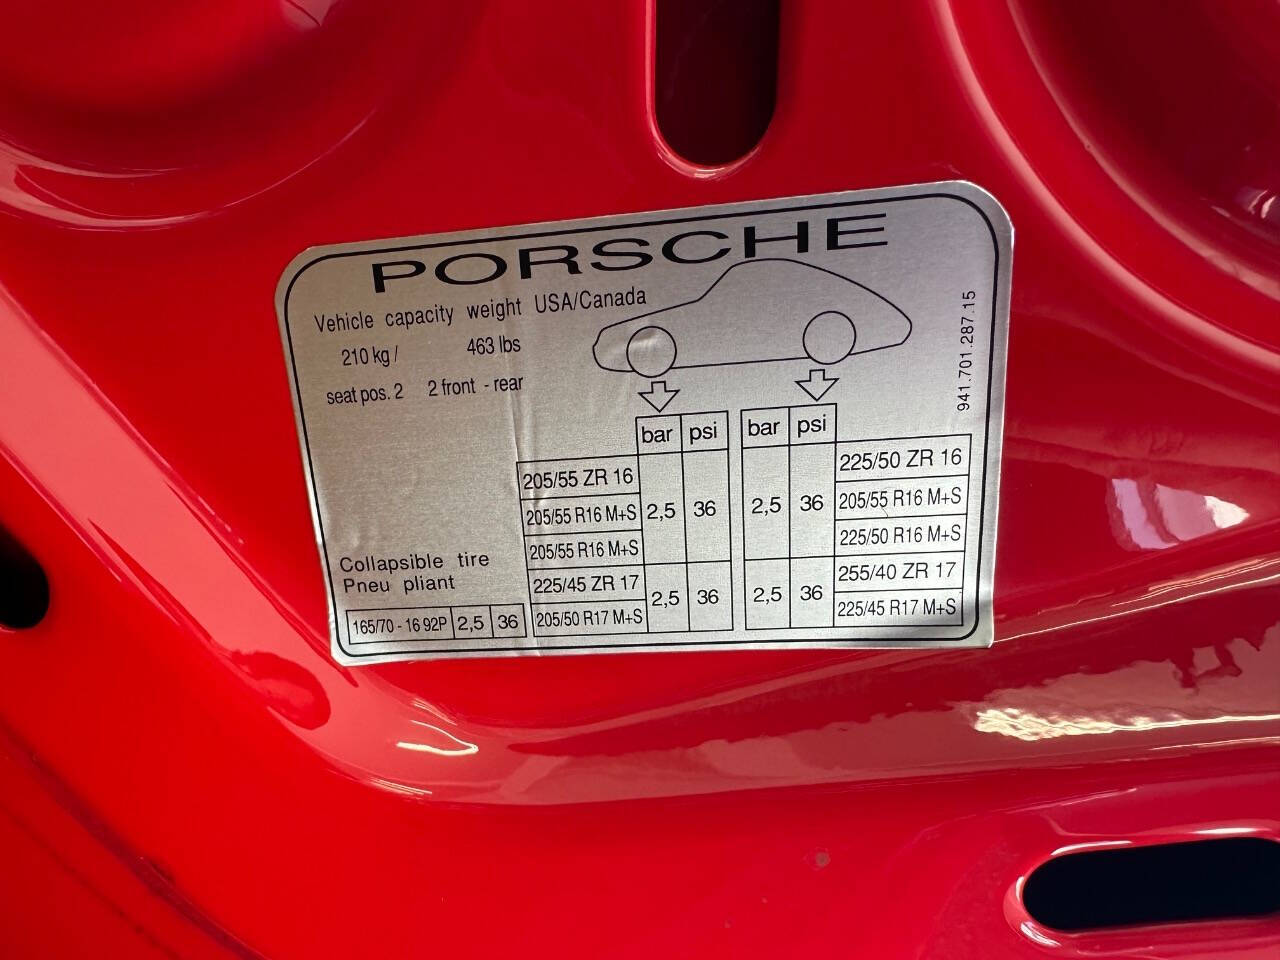 PORSCHE
Vehicle capacity weight USA/Canada
210 kg / 463 lbs
seat pos. 2 2 front - rear
941.701.287.15
bar psi bar psi
205/55 ZR 16 2,5 36 2,5 36 225/50 ZR 16
205/55 R16 M+S 205/55 R16 M+S
205/55 R16 M+S 225/50 R16 M+S
225/45 ZR 17 2,5 36 2,5 36 255/40 ZR 17
205/50 R17 M+S 225/45 R17 M+S
Collapsible tire
Pneu pliant
165/70 - 16 92P 2,5 36